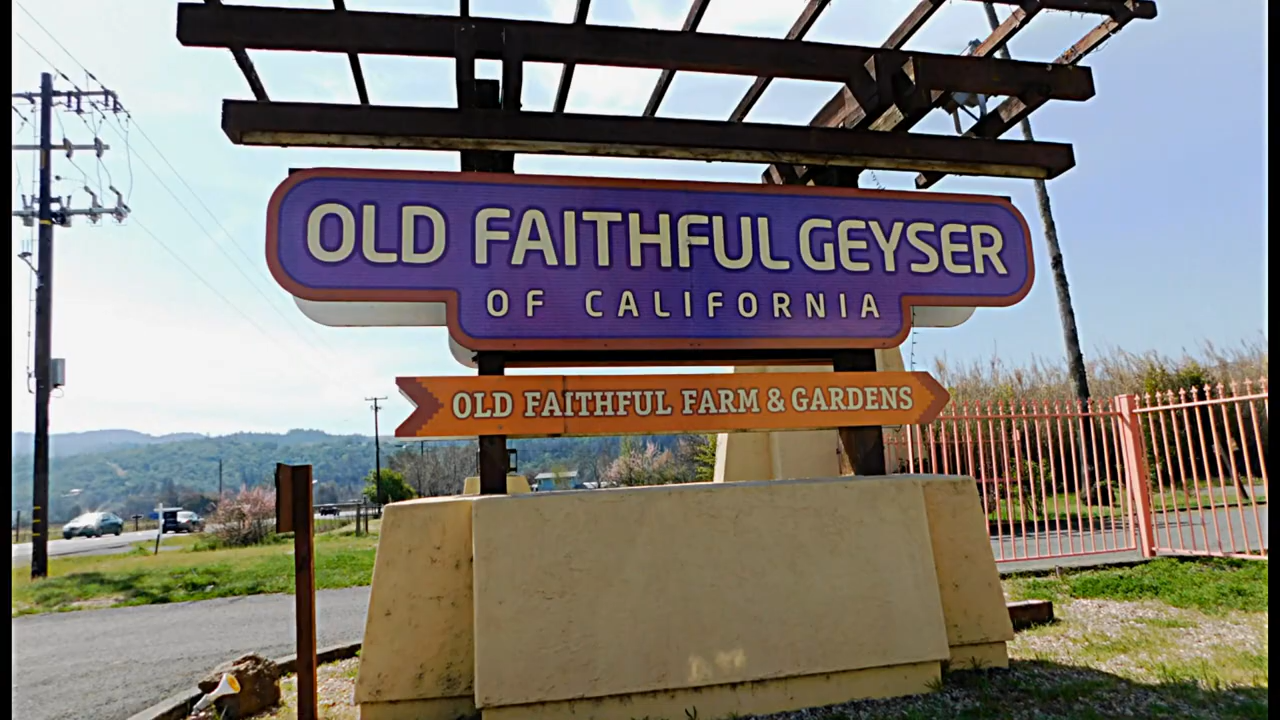 OLD FAITHFUL GEYSER
OF CALIFORNIA
OLD FAITHFUL FARM & GARDENS